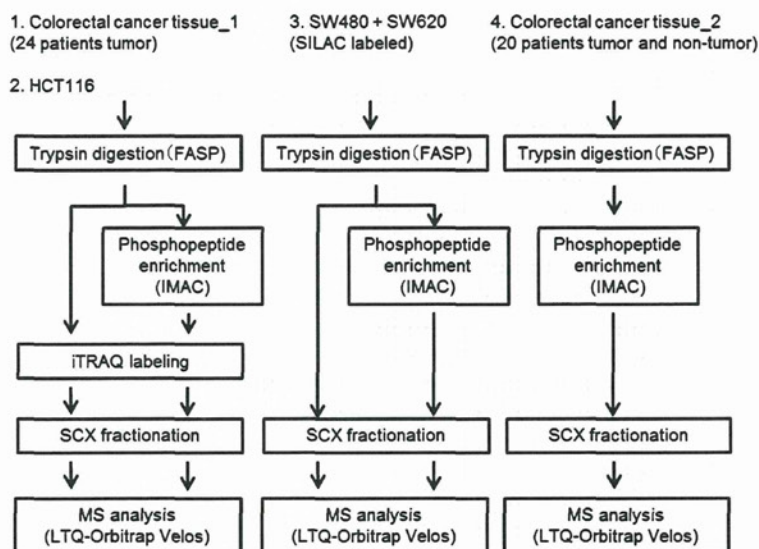 1. Colorectal cancer tissue_1
(24 patients tumor)
2. HCT116
Trypsin digestion(FASP)
Phosphopeptide
enrichment
(IMAC)
iTRAQ labeling
SCX fractionation
MS analysis
(LTQ-Orbitrap Velos)
3. SW480 + SW620
(SILAC labeled)
Trypsin digestion(FASP)
Phosphopeptide
enrichment
(IMAC)
SCX fractionation
MS analysis
(LTQ-Orbitrap Velos)
4. Colorectal cancer tissue_2
(20 patients tumor and non-tumor)
Trypsin digestion(FASP)
Phosphopeptide
enrichment
(IMAC)
SCX fractionation
MS analysis
(LTQ-Orbitrap Velos)